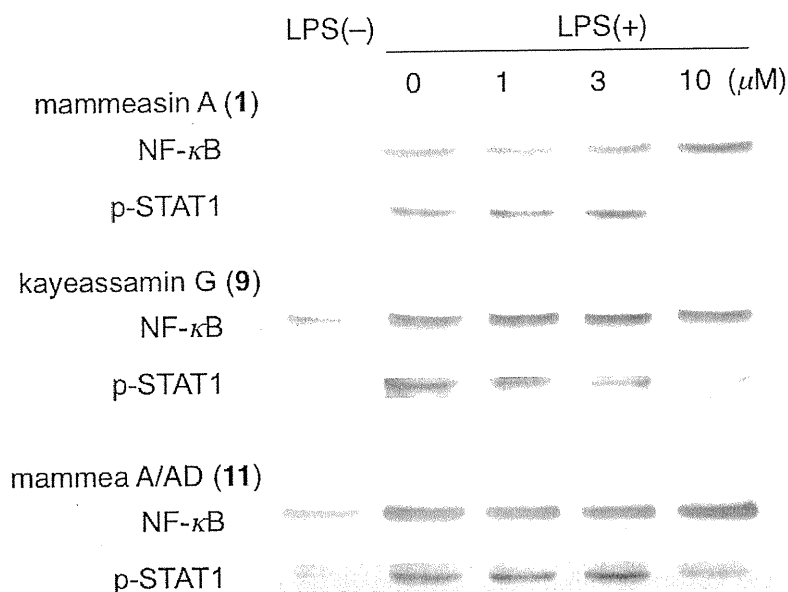 LPS(–) LPS(+)
0 1 3 10 (μM)
mammeasin A (1)
NF-κB
p-STAT1
kayeassamin G (9)
NF-κB
p-STAT1
mammea A/AD (11)
NF-κB
p-STAT1